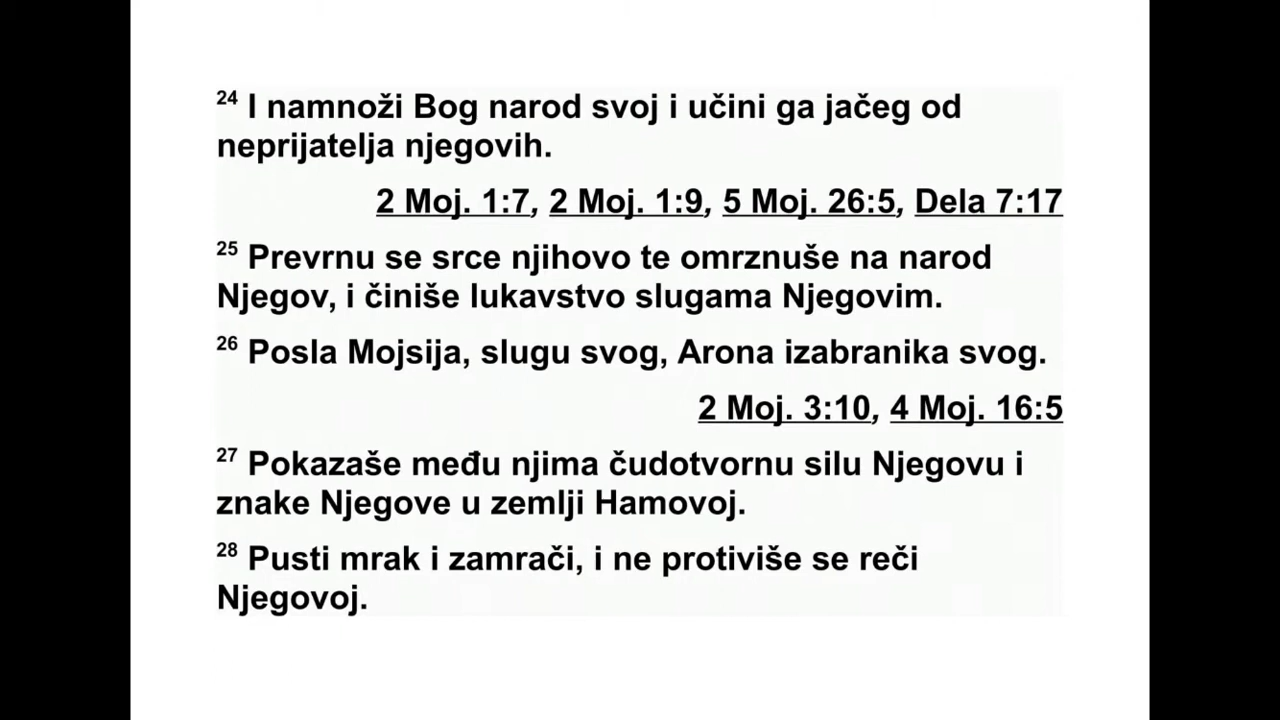 24 I namnoži Bog narod svoj i učini ga jačeg od
neprijatelja njegovih.
2 Moj. 1:7, 2 Moj. 1:9, 5 Moj. 26:5, Dela 7:17
25 Prevrnu se srce njihovo te omrznuše na narod
Njegov, i činiše lukavstvo slugama Njegovim.
26 Posla Mojsija, slugu svog, Arona izabranika svog.
2 Moj. 3:10, 4 Moj. 16:5
27 Pokazaše među njima čudotvornu silu Njegovu i
znake Njegove u zemlji Hamovoj.
28 Pusti mrak i zamrači, i ne protiviše se reči
Njegovoj.